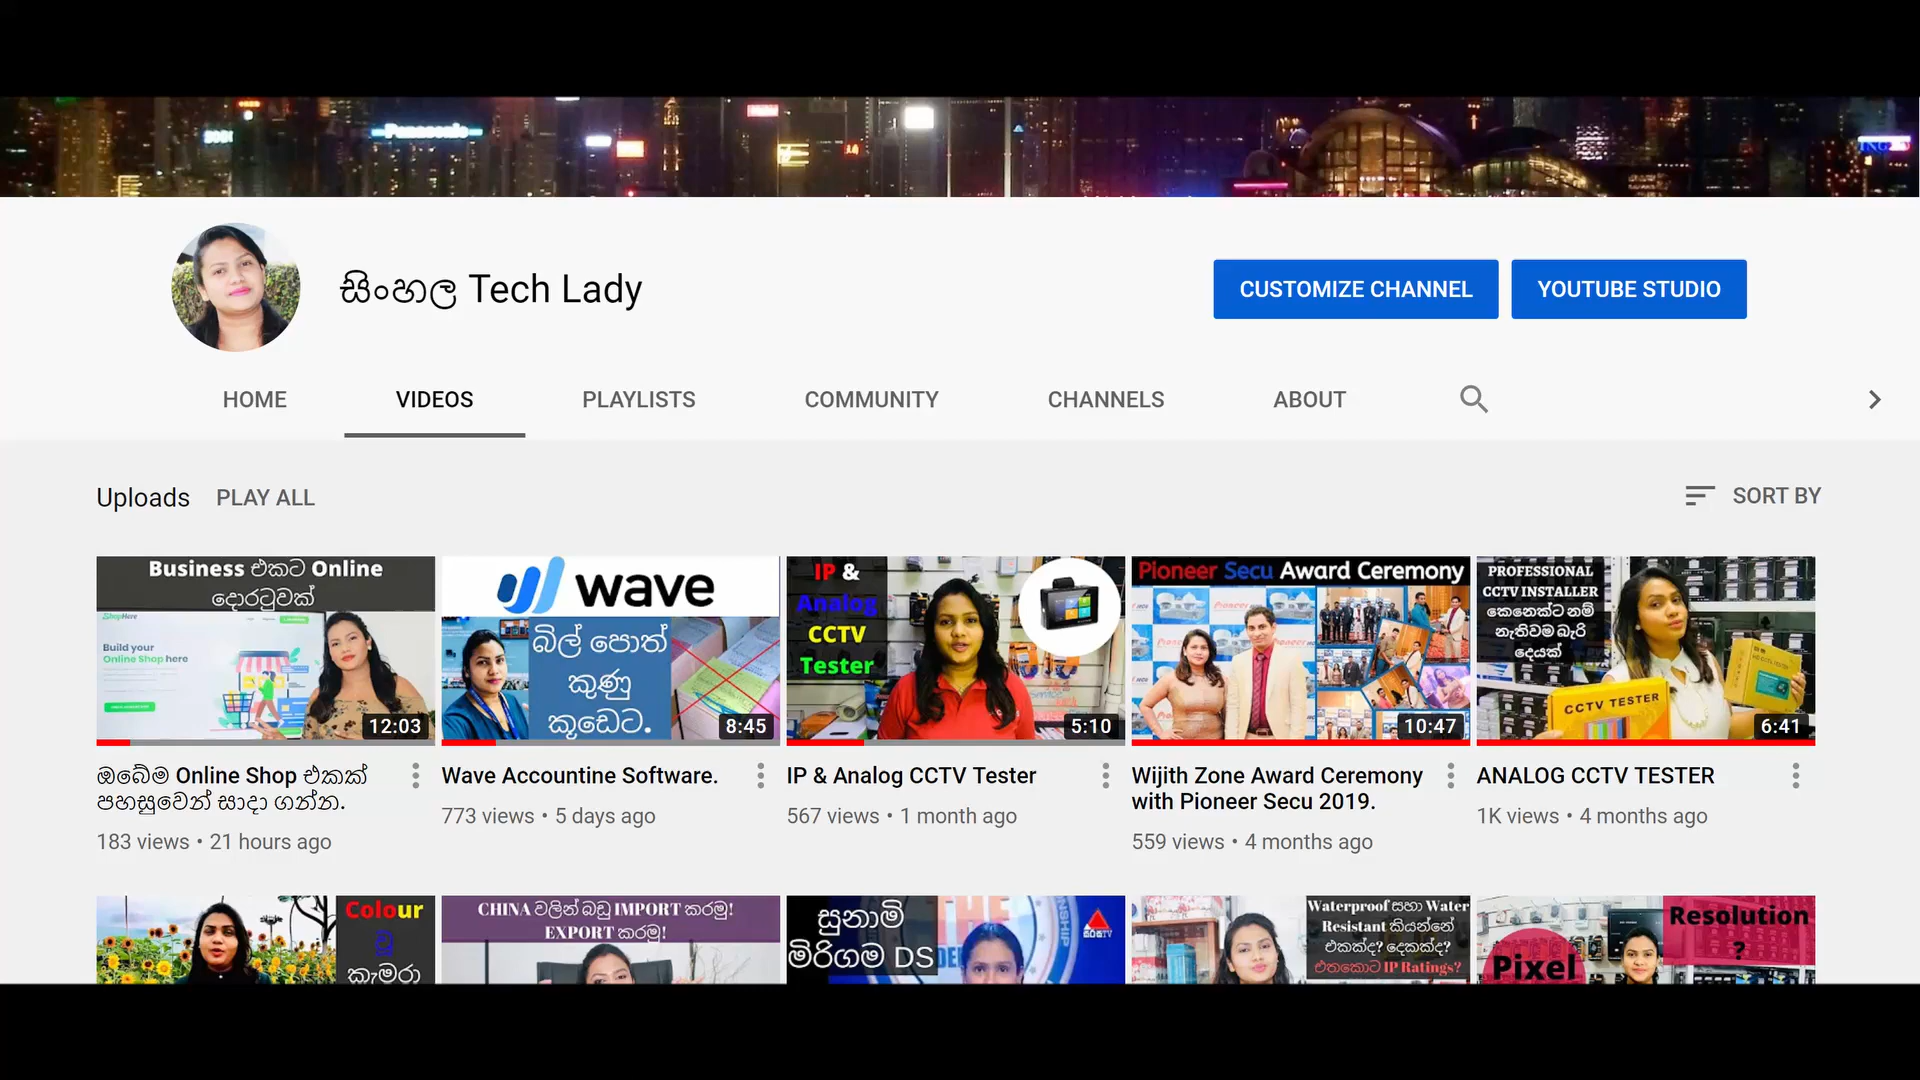 Panasonic
සිංහල Tech Lady
CUSTOMIZE CHANNEL
YOUTUBE STUDIO
HOME
VIDEOS
PLAYLISTS
COMMUNITY
CHANNELS
ABOUT
Uploads
PLAY ALL
SORT BY
Business එකට Online
දොරටුවක්
ShopHere
Build your
Online Shop here
12:03
wave
බිල් පොත්
කුණු
කූඩෙට.
8:45
IP &
Analog
CCTV
Tester
5:10
Pioneer Secu Award Ceremony
10:47
PROFESSIONAL
CCTV INSTALLER
කෙනෙක්ට නම්
නැතිවම බැරි
දෙයක්
CCTV TESTER
6:41
ඔබේම Online Shop එකක්
පහසුවෙන් සාදා ගන්න.
183 views • 21 hours ago
Wave Accountine Software.
773 views • 5 days ago
IP & Analog CCTV Tester
567 views • 1 month ago
Wijith Zone Award Ceremony
with Pioneer Secu 2019.
559 views • 4 months ago
ANALOG CCTV TESTER
1K views • 4 months ago
Colour
වූ
කැමරා
CHINA වලින් බඩු IMPORT කරමු!
EXPORT කරමු!
සුනාමි
මිරිගම DS
THE
Waterproof සහා Water
Resistant කියන්නේ
එකක්ද? දෙකක්ද?
එතකොට IP Ratings?
Resolution
?
Pixel